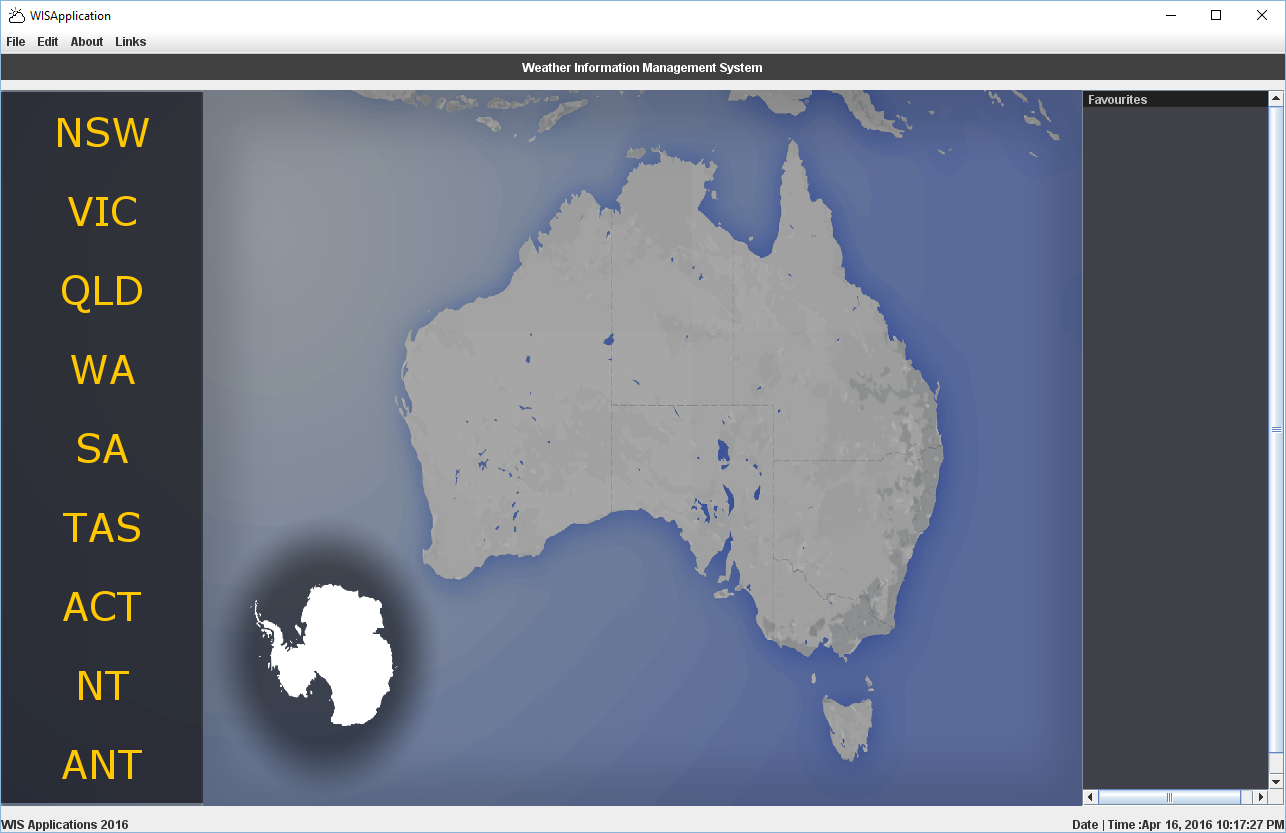 WISApplication
File Edit About Links
Weather Information Management System
NSW
VIC
QLD
WA
SA
TAS
ACT
NT
ANT
Favourites
WIS Applications 2016
Date | Time :Apr 16, 2016 10:17:27 PM